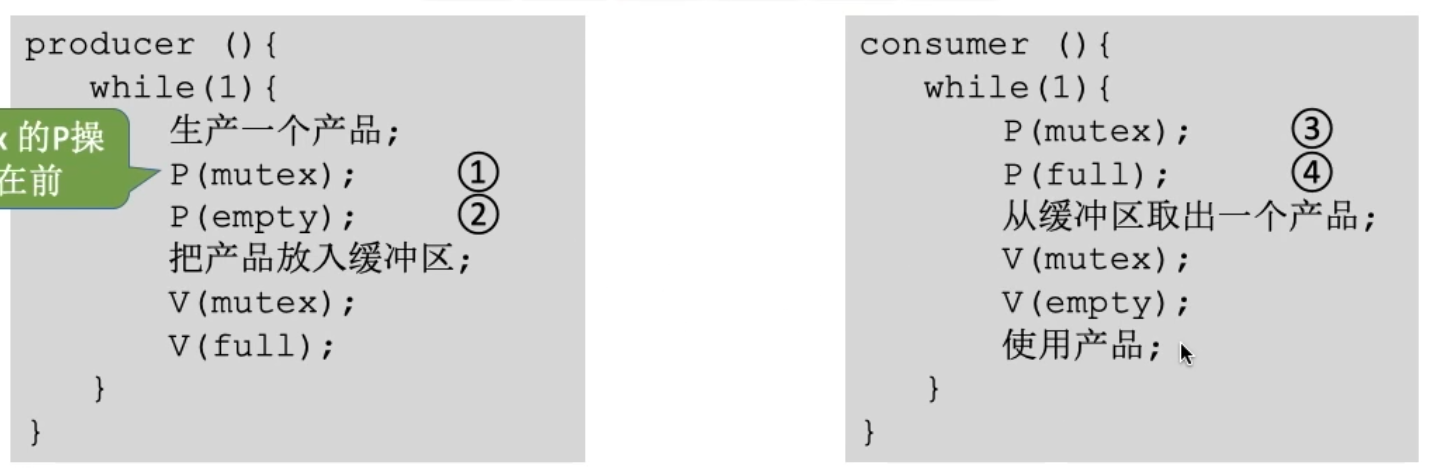 producer (){
while(1){
生产一个产品;
P(mutex); ①
P(empty); ②
把产品放入缓冲区;
V(mutex);
V(full);
}
}
的P操
在前
consumer (){
while(1){
P(mutex); ③
P(full); ④
从缓冲区取出一个产品;
V(mutex);
V(empty);
使用产品;
}
}